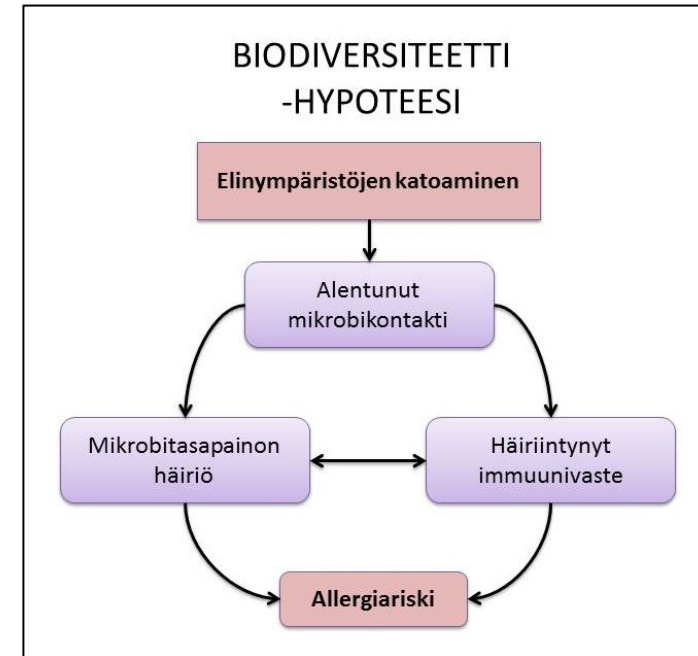 BIODIVERSITEETTI
-HYPOTEESI
Elinympäristöjen katoaminen
Alentunut
mikrobikontakti
Mikrobitasapainon
häiriö
Häiriintynyt
immuunivaste
Allergiariski